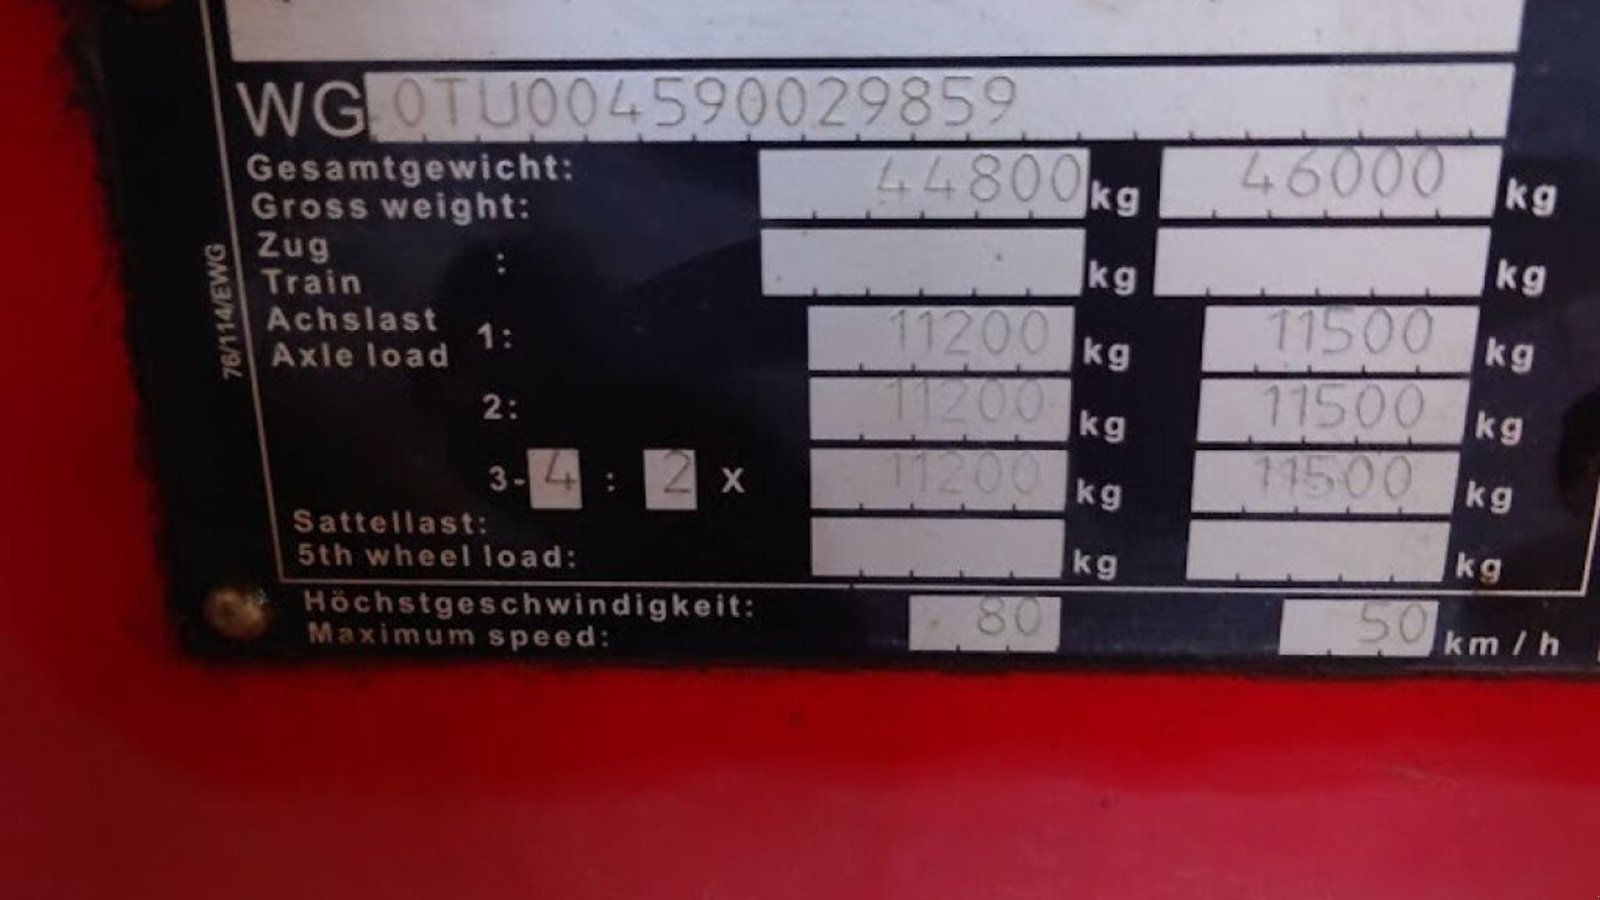 WG 0TU004590029859
Gesamtgewicht: 44800 kg 46000 kg
Gross weight:
Zug : kg kg
Train
Achslast 1: 11200 kg 11500 kg
Axle load
2: 11200 kg 11500 kg
3-4 : 2 x 11200 kg 11500 kg
Sattellast: kg kg
5th wheel load:
Höchstgeschwindigkeit: 80 50 km/h
Maximum speed:
76/114/EWG